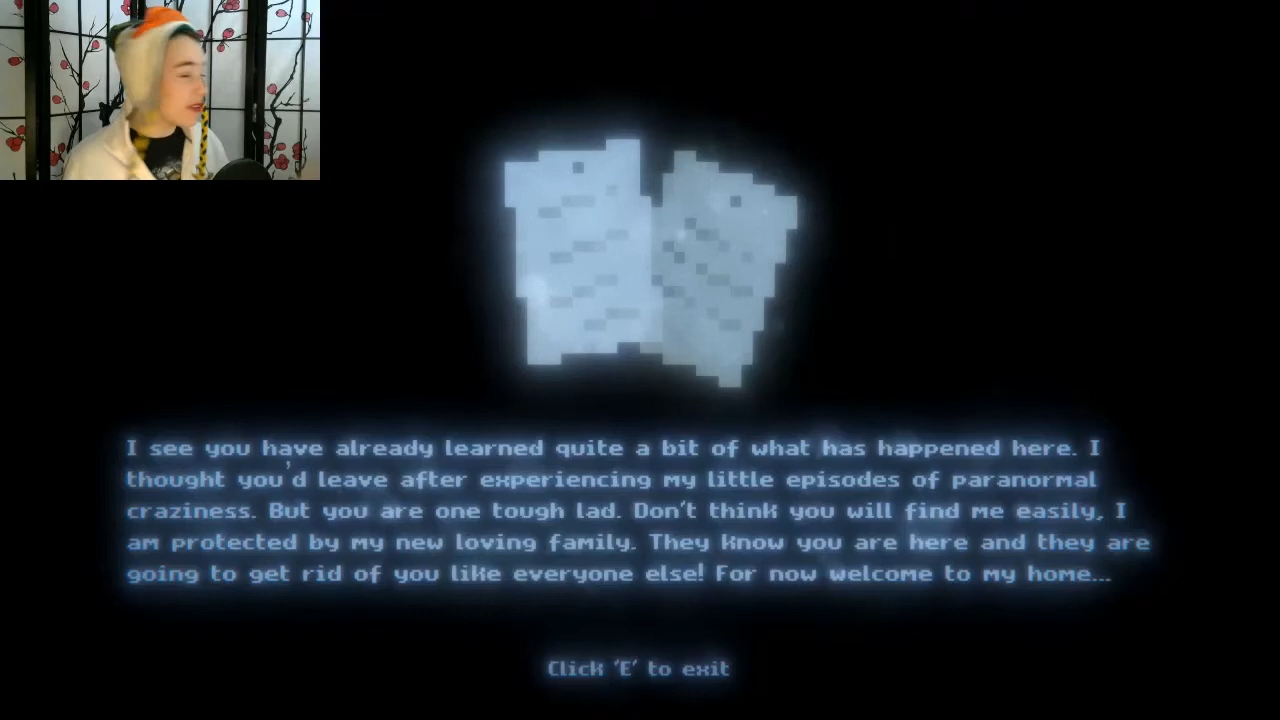 I see you have already learned quite a bit of what has happened here. I
thought you'd leave after experiencing my little episodes of paranormal
craziness. But you are one tough lad. Don't think you will find me easily, I
am protected by my new loving family. They know you are here and they are
going to get rid of you like everyone else! For now welcome to my home...
Click 'E' to exit